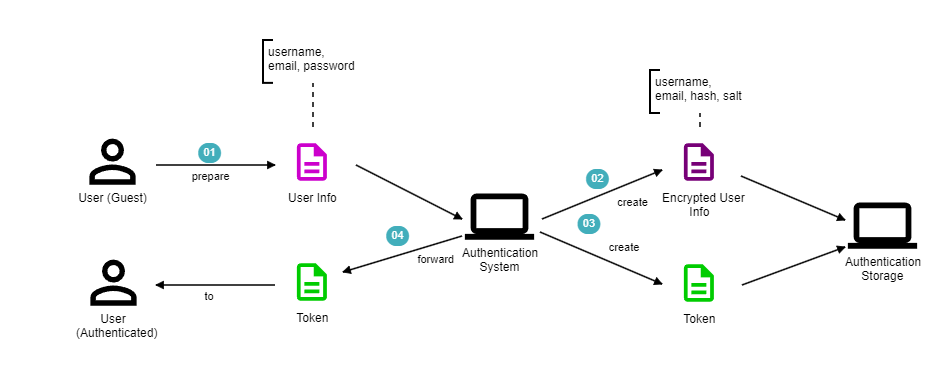 username,
email, password
username,
email, hash, salt
01
prepare
User (Guest)
User Info
02
create
Encrypted User
Info
03
create
04
forward
Authentication
System
Authentication
Storage
to
User
(Authenticated)
Token
Token